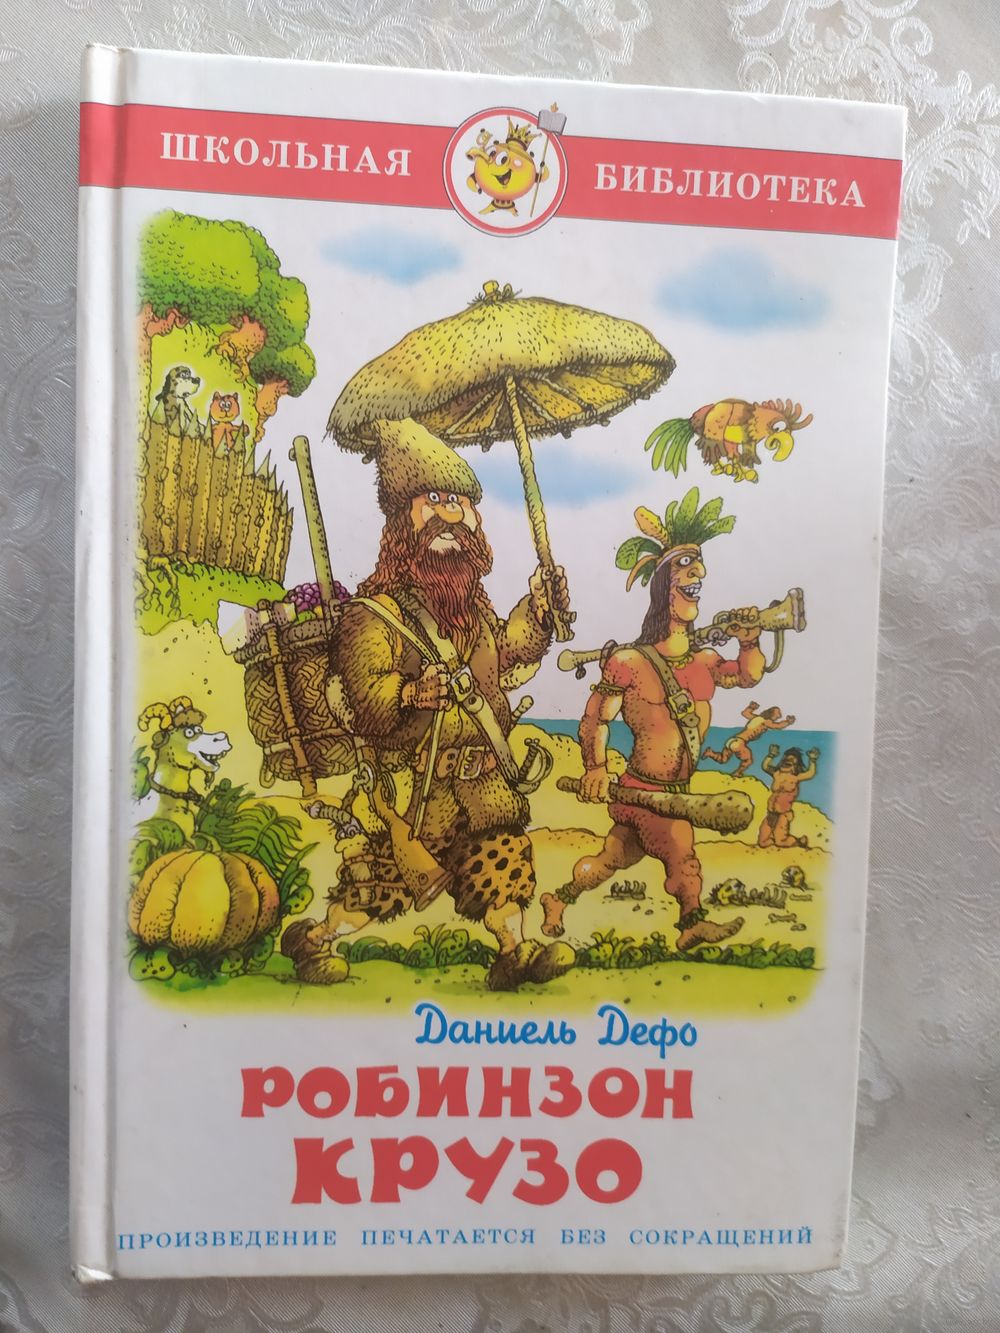 ШКОЛЬНАЯ БИБЛИОТЕКА
Даниель Дефо
РОБИНЗОН
КРУЗО
ПРОИЗВЕДЕНИЕ ПЕЧАТАЕТСЯ БЕЗ СОКРАЩЕНИЙ